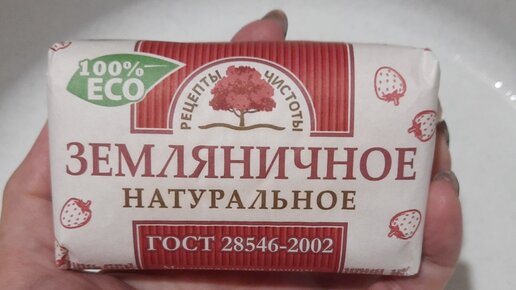 100%
ECO
РЕЦЕПТЫ ЧИСТОТЫ
ЗЕМЛЯНИЧНОЕ
НАТУРАЛЬНОЕ
ГОСТ 28546-2002